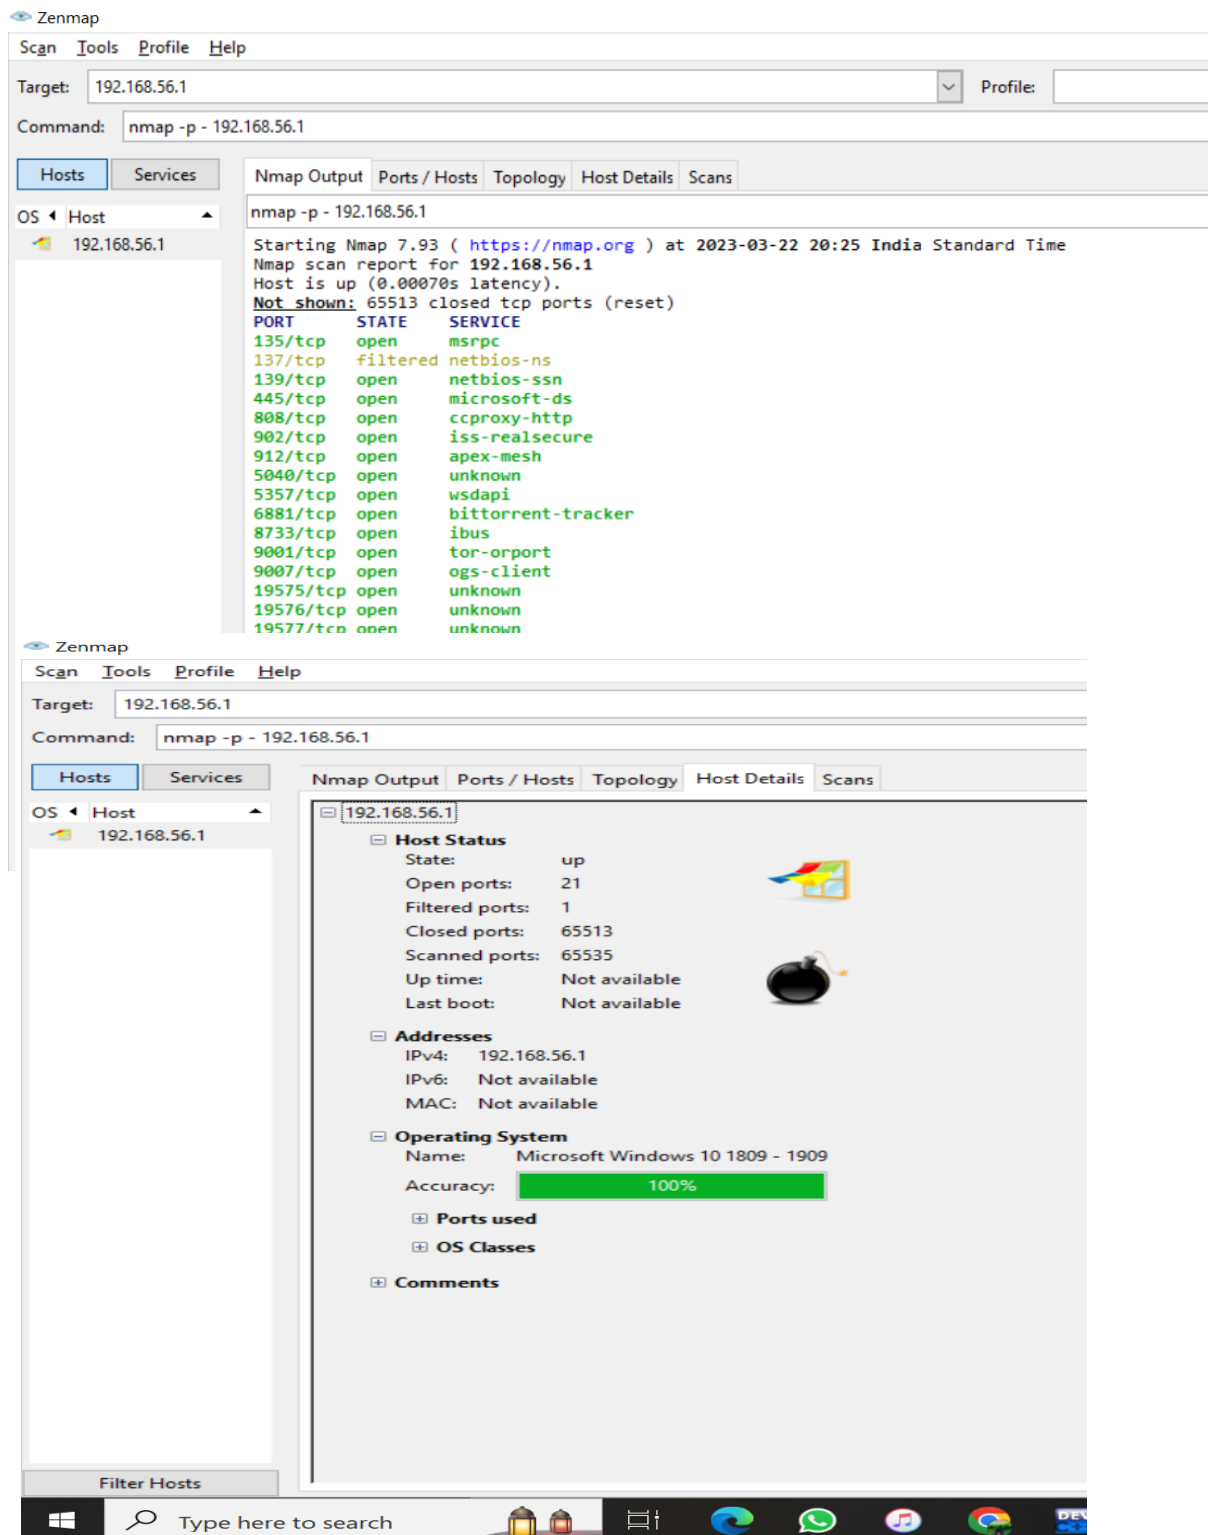 Zenmap
Scan Tools Profile Help
Target: 192.168.56.1 Profile:
Command: nmap -p - 192.168.56.1
Hosts Services Nmap Output Ports / Hosts Topology Host Details Scans
OS Host nmap -p - 192.168.56.1
192.168.56.1
Starting Nmap 7.93 ( https://nmap.org ) at 2023-03-22 20:25 India Standard Time
Nmap scan report for 192.168.56.1
Host is up (0.00070s latency).
Not shown: 65513 closed tcp ports (reset)
PORT STATE SERVICE
135/tcp open msrpc
137/tcp filtered netbios-ns
139/tcp open netbios-ssn
445/tcp open microsoft-ds
808/tcp open ccproxy-http
902/tcp open iss-realsecure
912/tcp open apex-mesh
5040/tcp open unknown
5357/tcp open wsdapi
6881/tcp open bittorrent-tracker
8733/tcp open ibus
9001/tcp open tor-orport
9007/tcp open ogs-client
19575/tcp open unknown
19576/tcp open unknown
19577/tcp open unknown
Zenmap
Scan Tools Profile Help
Target: 192.168.56.1
Command: nmap -p - 192.168.56.1
Hosts Services Nmap Output Ports / Hosts Topology Host Details Scans
OS Host 192.168.56.1
192.168.56.1
Host Status
State: up
Open ports: 21
Filtered ports: 1
Closed ports: 65513
Scanned ports: 65535
Up time: Not available
Last boot: Not available
Addresses
IPv4: 192.168.56.1
IPv6: Not available
MAC: Not available
Operating System
Name: Microsoft Windows 10 1809 - 1909
Accuracy: 100%
Ports used
OS Classes
Comments
Filter Hosts
Type here to search
DEV